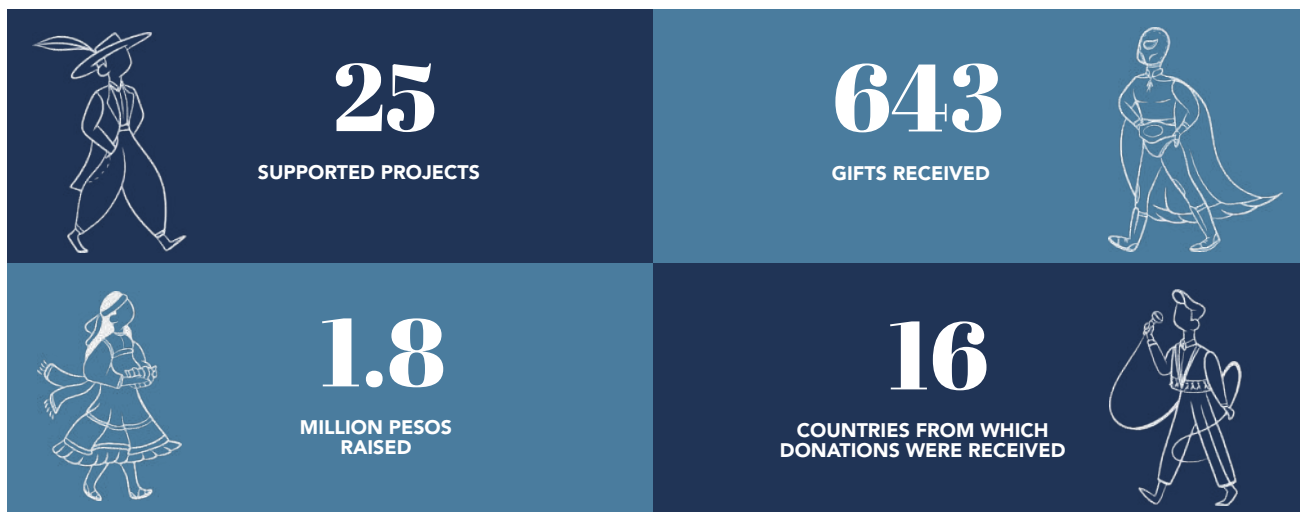 25
SUPPORTED PROJECTS
643
GIFTS RECEIVED
1.8
MILLION PESOS
RAISED
16
COUNTRIES FROM WHICH
DONATIONS WERE RECEIVED